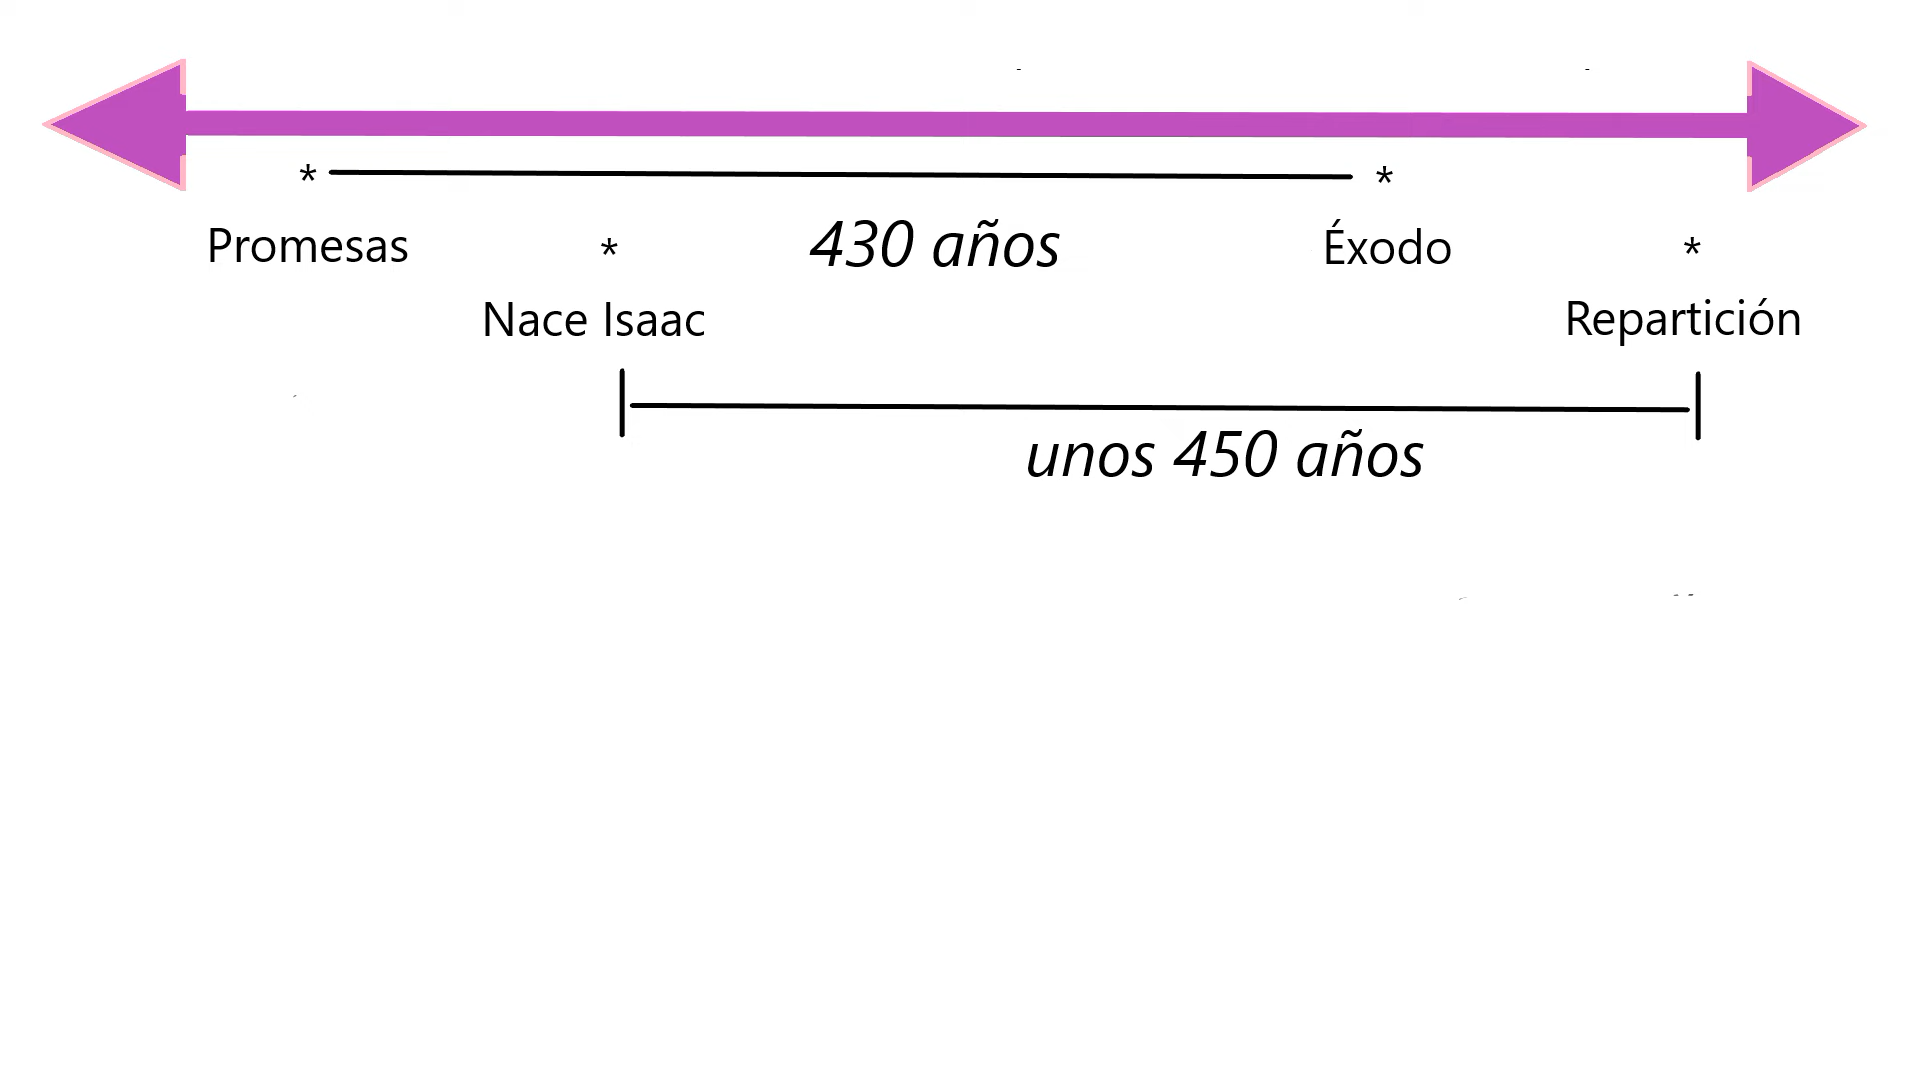 * *
Promesas * 430 años Éxodo *
Nace Isaac Repartición
unos 450 años